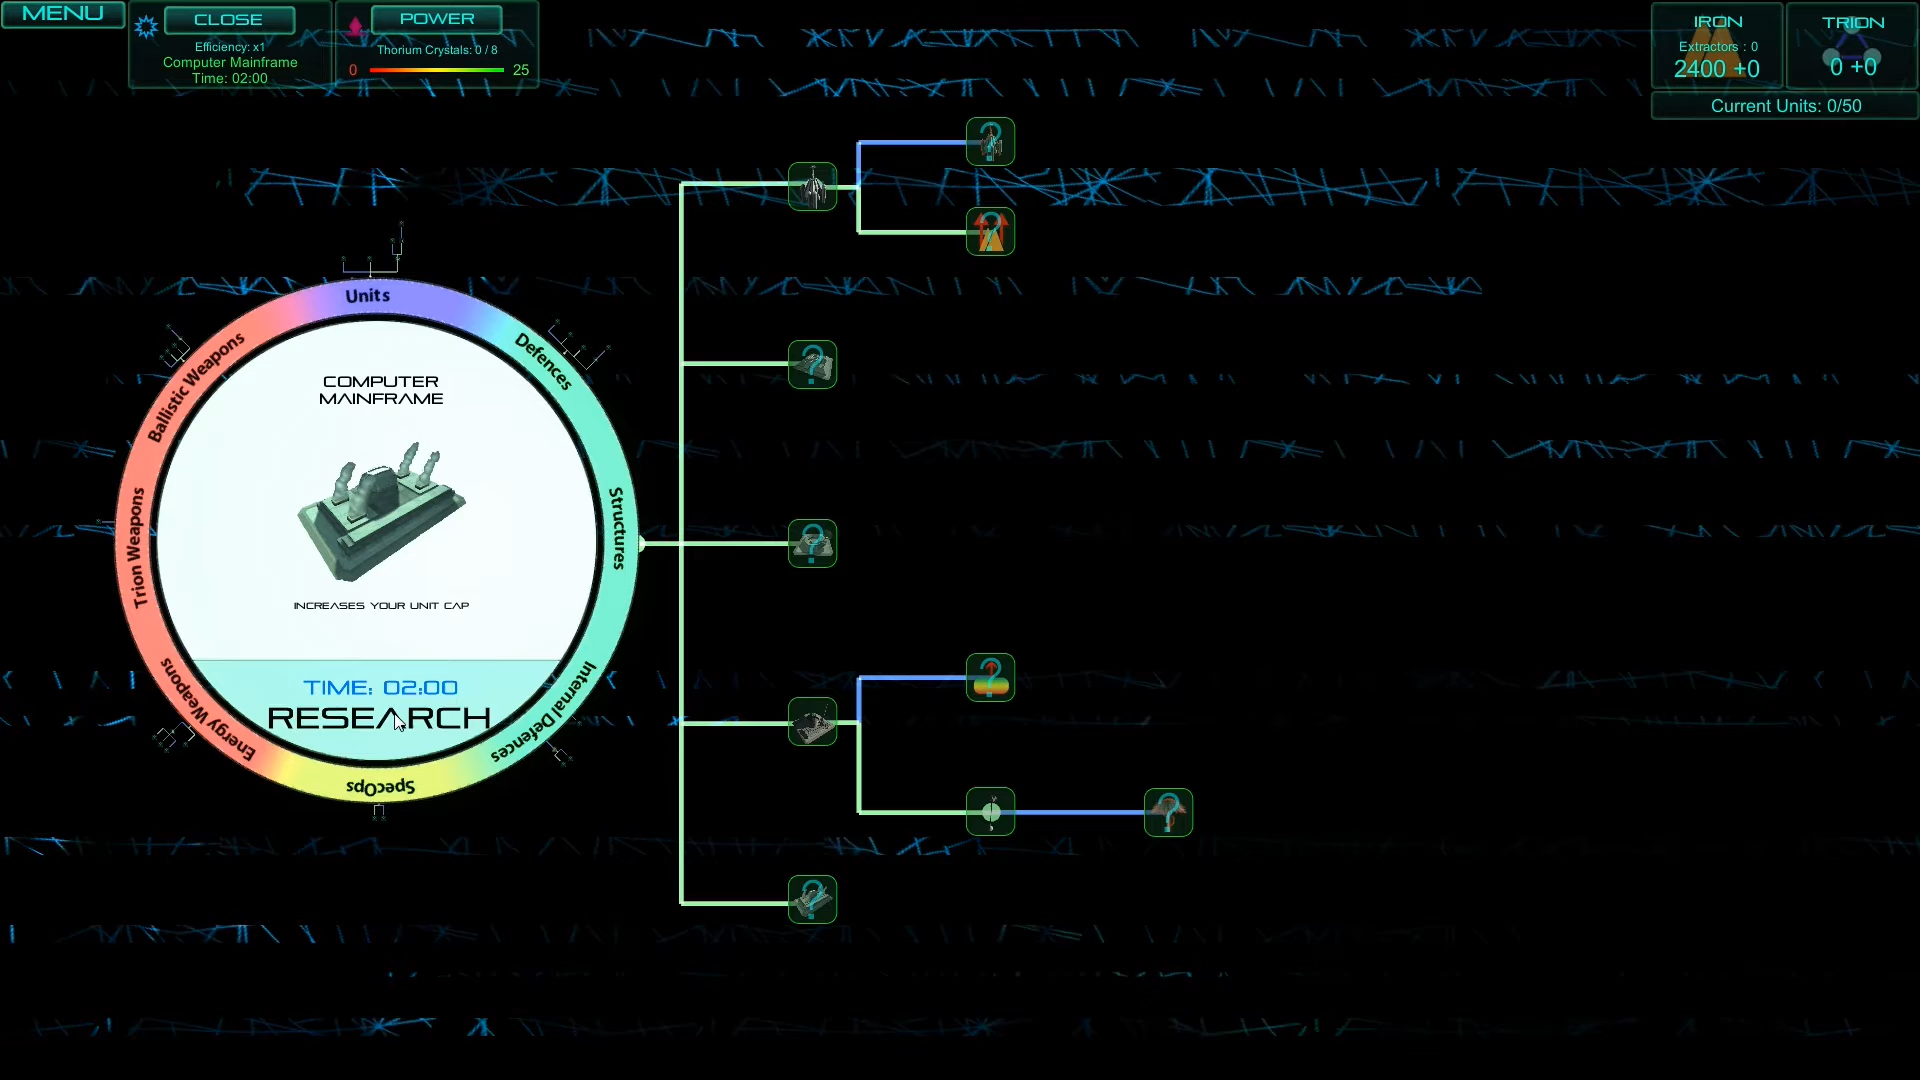 MENU
CLOSE
Efficiency: x1
Computer Mainframe
Time: 02:00
POWER
Thorium Crystals: 0 / 8
0
25
IRON
Extractors : 0
2400 +0
TRION
0 +0
Current Units: 0/50
Units
Defences
Structures
Internal Defences
SpecOps
Energy Weapons
Trion Weapons
Ballistic Weapons
COMPUTER
MAINFRAME
INCREASES YOUR UNIT CAP
TIME: 02:00
RESEARCH
?
?
?
?
?
?
?